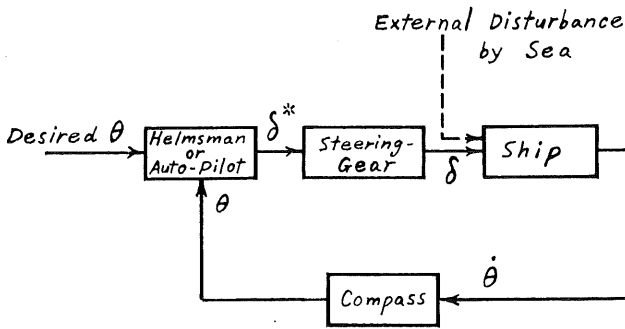 External Disturbance
by Sea
Desired θ
Helmsman
or
Auto-Pilot
δ*
Steering-
Gear
δ
Ship
θ
θ̇
Compass